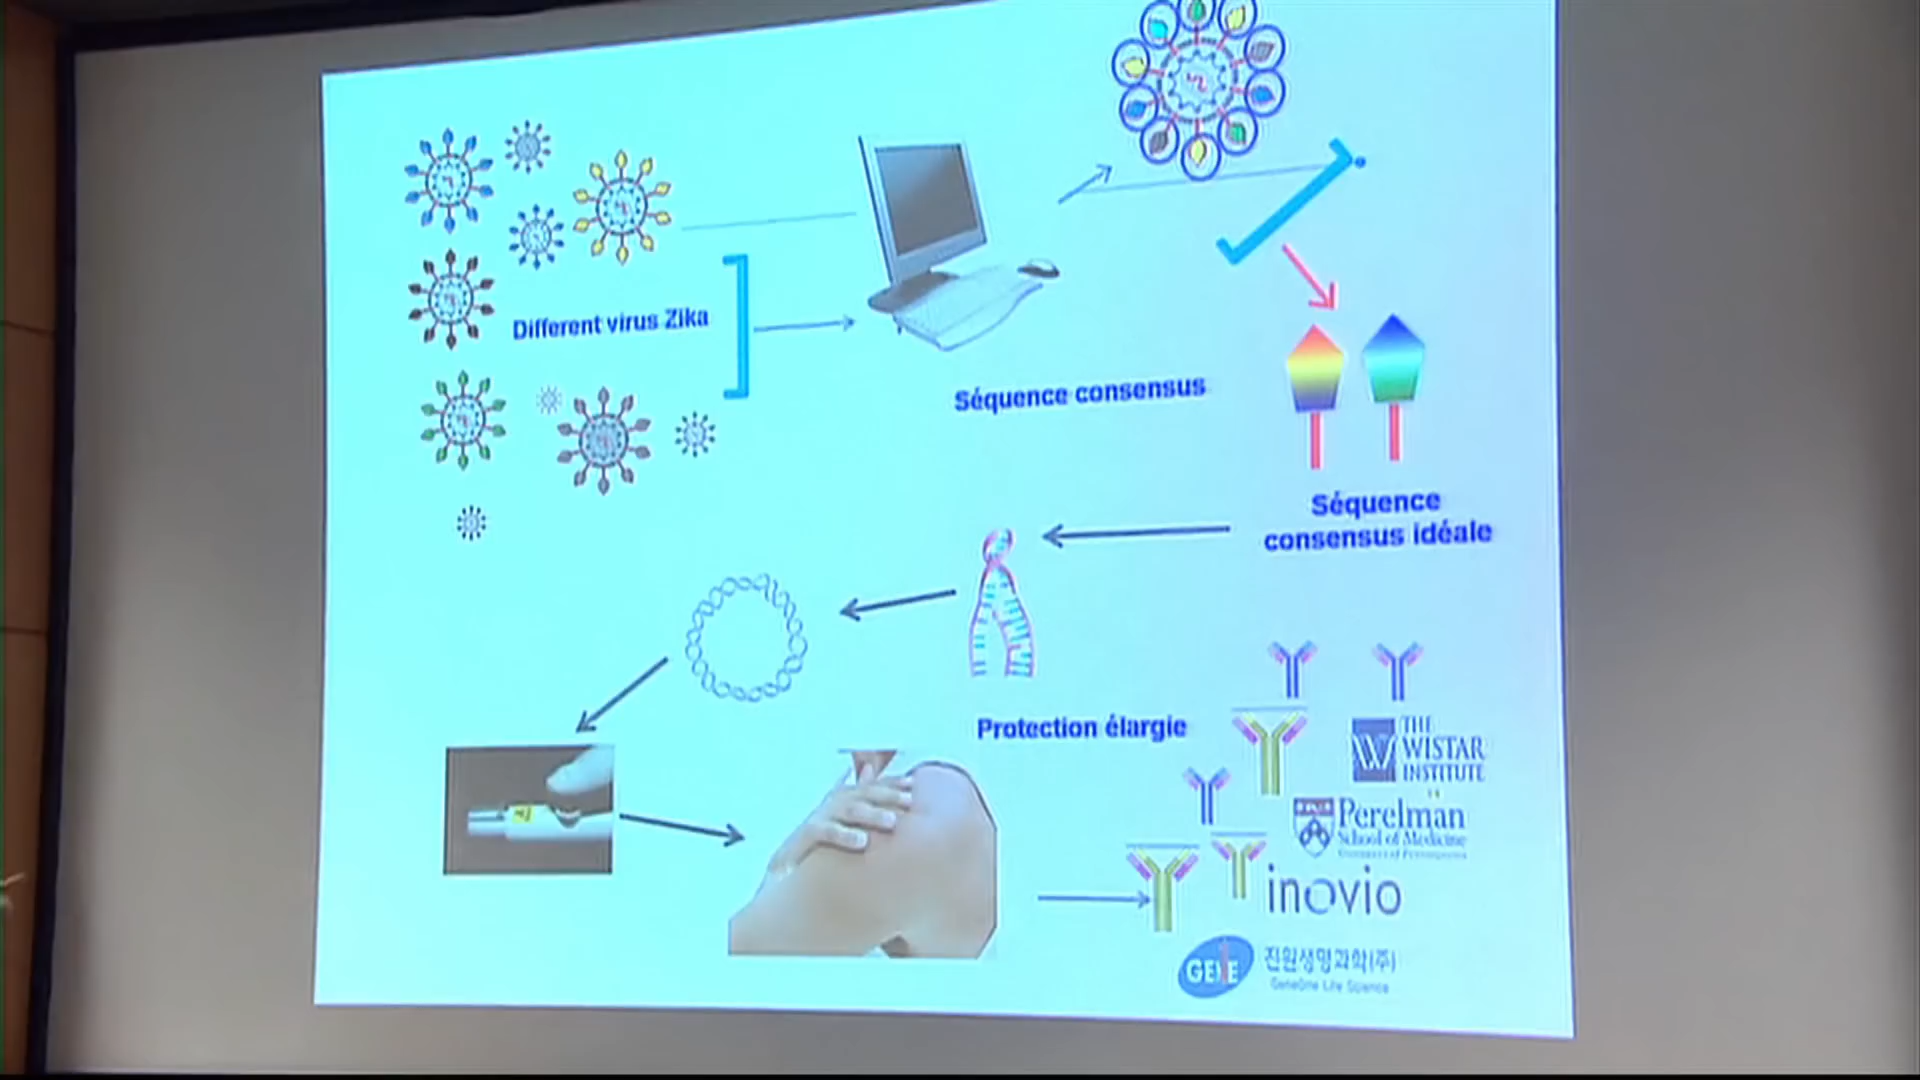 Different virus Zika
Séquence consensus
Séquence
consensus idéale
Protection élargie
THE
WISTAR
INSTITUTE
Perelman
School of Medicine
University of Pennsylvania
inovio
GENE
진원생명과학(주)
GeneOne Life Science